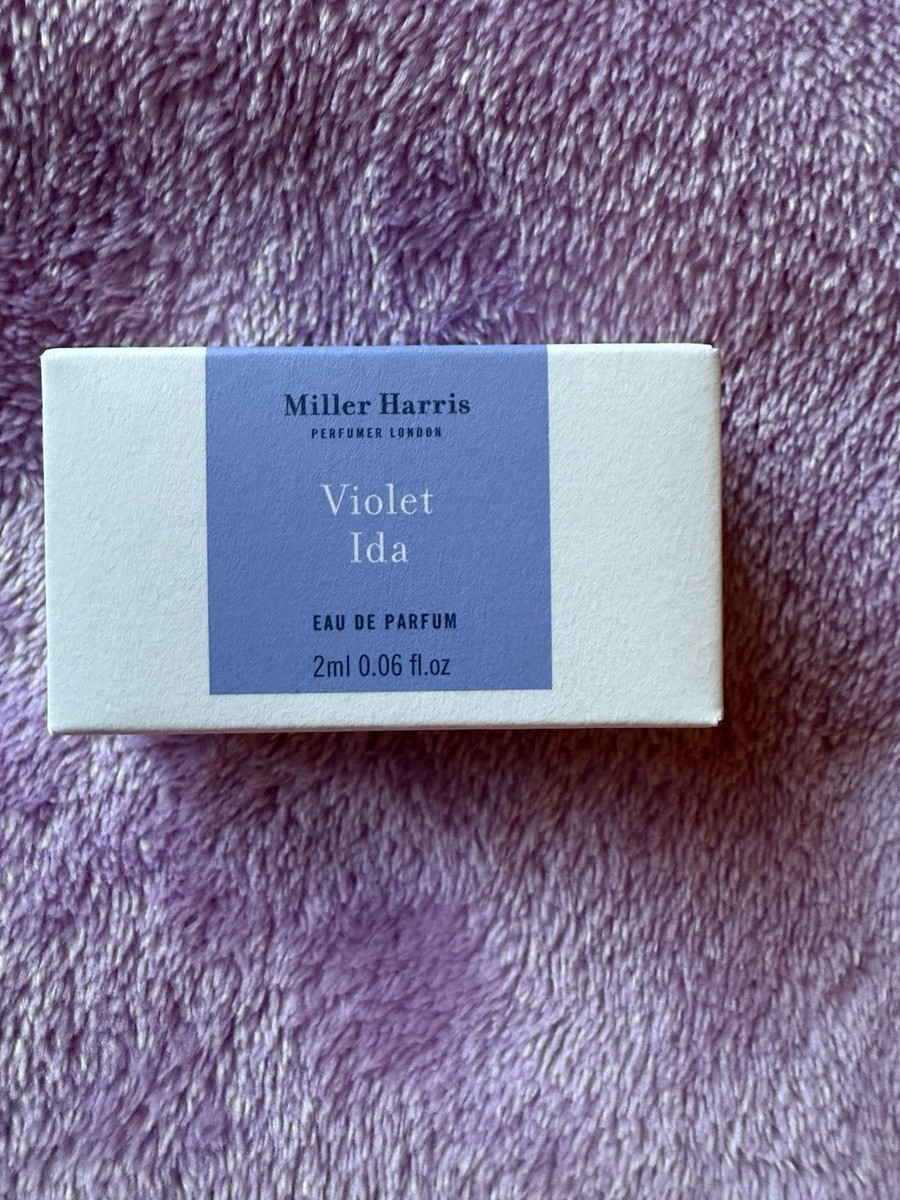 Miller Harris
PERFUMER LONDON
Violet
Ida
EAU DE PARFUM
2ml 0.06 fl.oz